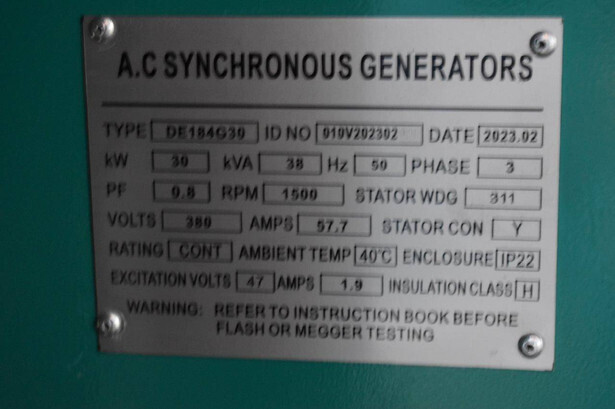 A.C SYNCHRONOUS GENERATORS
TYPE DE184G30 ID NO 010V202302 DATE 2023.02
kW 30 kVA 38 Hz 50 PHASE 3
PF 0.8 RPM 1500 STATOR WDG 311
VOLTS 380 AMPS 57.7 STATOR CON Y
RATING CONT AMBIENT TEMP 40℃ ENCLOSURE IP22
EXCITATION VOLTS 47 AMPS 1.9 INSULATION CLASS H
WARNING: REFER TO INSTRUCTION BOOK BEFORE
FLASH OR MEGGER TESTING